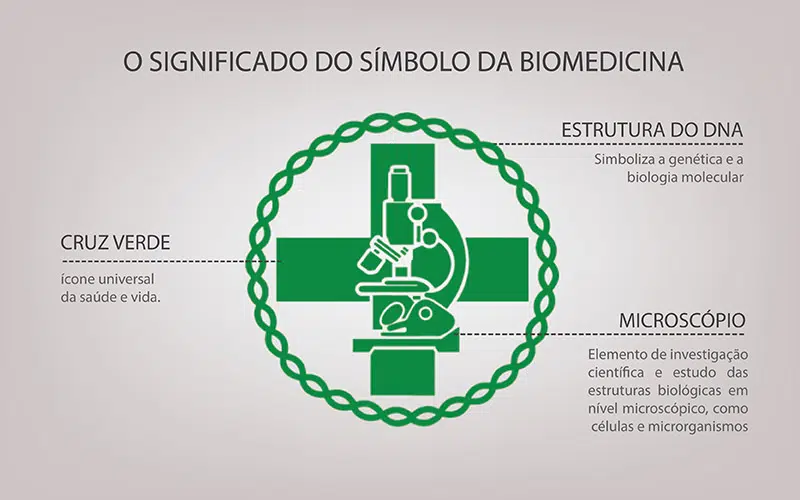 O SIGNIFICADO DO SÍMBOLO DA BIOMEDICINA
ESTRUTURA DO DNA
Simboliza a genética e a
biologia molecular
CRUZ VERDE
ícone universal
da saúde e vida.
MICROSCÓPIO
Elemento de investigação
científica e estudo das
estruturas biológicas em
nível microscópico, como
células e microrganismos